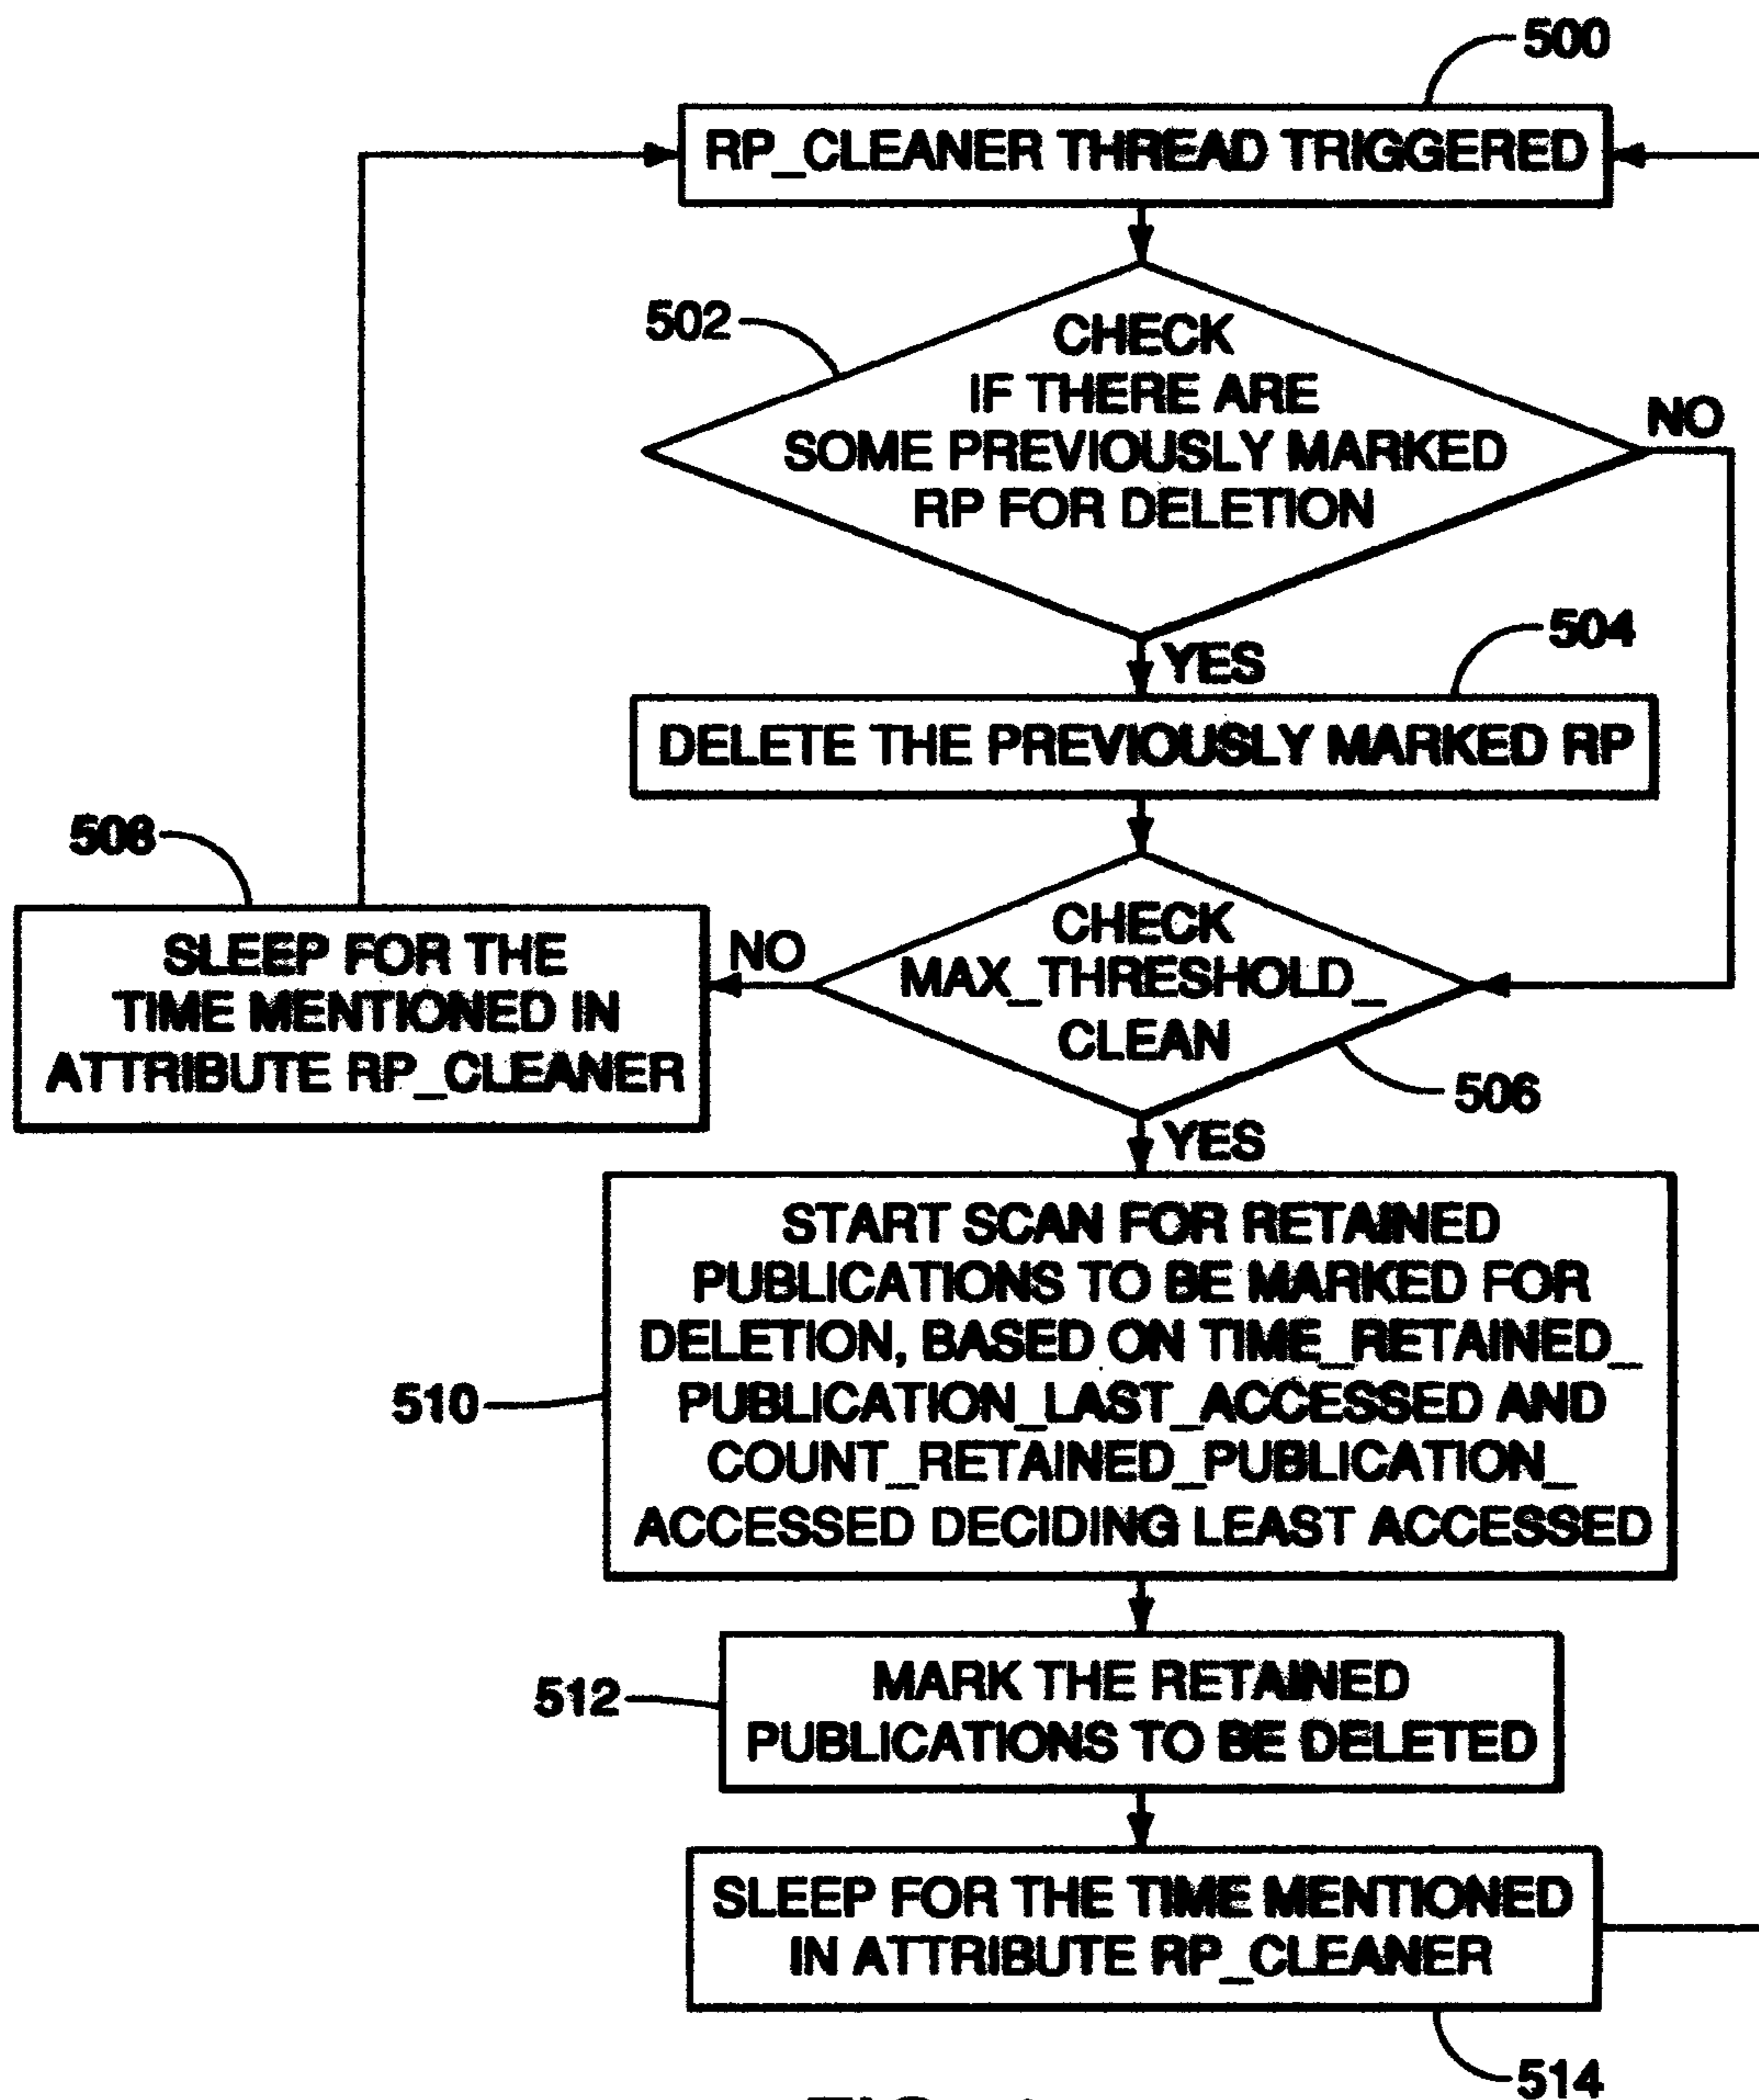 500
RP_CLEANER THREAD TRIGGERED
502
CHECK
IF THERE ARE
SOME PREVIOUSLY MARKED
RP FOR DELETION
NO
YES
504
DELETE THE PREVIOUSLY MARKED RP
508
SLEEP FOR THE
TIME MENTIONED IN
ATTRIBUTE RP_CLEANER
NO
CHECK
MAX_THRESHOLD_
CLEAN
506
YES
START SCAN FOR RETAINED
PUBLICATIONS TO BE MARKED FOR
DELETION, BASED ON TIME_RETAINED_
PUBLICATION_LAST_ACCESSED AND
COUNT_RETAINED_PUBLICATION_
ACCESSED DECIDING LEAST ACCESSED
510
512
MARK THE RETAINED
PUBLICATIONS TO BE DELETED
SLEEP FOR THE TIME MENTIONED
IN ATTRIBUTE RP_CLEANER
514